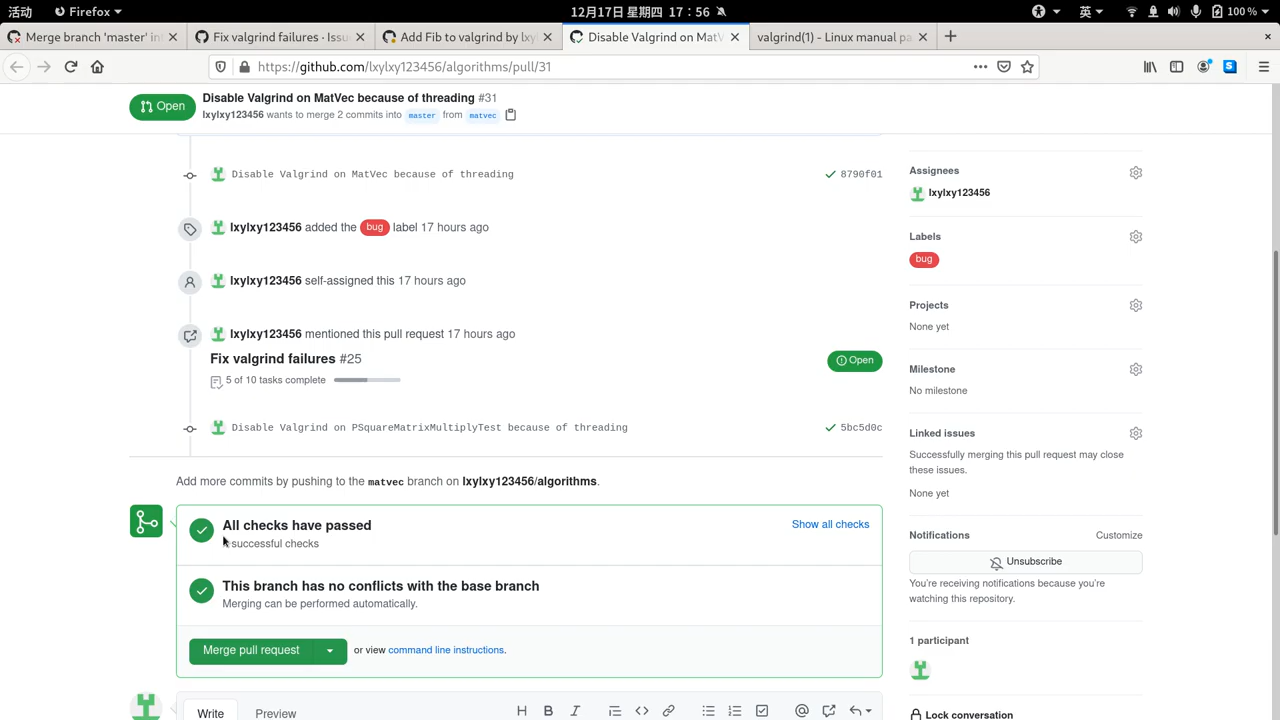 活动
Firefox
12月17日 星期四 17：56
英
100 %
Merge branch 'master' in
Fix valgrind failures · Issu
Add Fib to valgrind by lxy
Disable Valgrind on MatV
valgrind(1) - Linux manual pa
https://github.com/lxylxy123456/algorithms/pull/31
Open
Disable Valgrind on MatVec because of threading #31
lxylxy123456 wants to merge 2 commits into master from matvec
Disable Valgrind on MatVec because of threading
8790f01
lxylxy123456 added the bug label 17 hours ago
lxylxy123456 self-assigned this 17 hours ago
lxylxy123456 mentioned this pull request 17 hours ago
Fix valgrind failures #25
Open
5 of 10 tasks complete
Disable Valgrind on PSquareMatrixMultiplyTest because of threading
5bc5d0c
Add more commits by pushing to the matvec branch on lxylxy123456/algorithms.
All checks have passed
Show all checks
successful checks
This branch has no conflicts with the base branch
Merging can be performed automatically.
Merge pull request
or view command line instructions.
Write
Preview
Assignees
lxylxy123456
Labels
bug
Projects
None yet
Milestone
No milestone
Linked issues
Successfully merging this pull request may close
these issues.
None yet
Notifications
Customize
Unsubscribe
You're receiving notifications because you're
watching this repository.
1 participant
Lock conversation